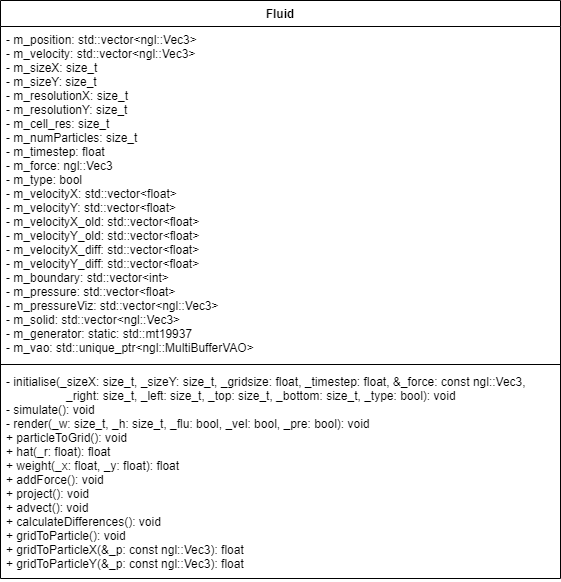 Fluid
- m_position: std::vector<ngl::Vec3>
- m_velocity: std::vector<ngl::Vec3>
- m_sizeX: size_t
- m_sizeY: size_t
- m_resolutionX: size_t
- m_resolutionY: size_t
- m_cell_res: size_t
- m_numParticles: size_t
- m_timestep: float
- m_force: ngl::Vec3
- m_type: bool
- m_velocityX: std::vector<float>
- m_velocityY: std::vector<float>
- m_velocityX_old: std::vector<float>
- m_velocityY_old: std::vector<float>
- m_velocityX_diff: std::vector<float>
- m_velocityY_diff: std::vector<float>
- m_boundary: std::vector<int>
- m_pressure: std::vector<float>
- m_pressureViz: std::vector<ngl::Vec3>
- m_solid: std::vector<ngl::Vec3>
- m_generator: static: std::mt19937
- m_vao: std::unique_ptr<ngl::MultiBufferVAO>
- initialise(_sizeX: size_t, _sizeY: size_t, _gridsize: float, _timestep: float, &_force: const ngl::Vec3,
_right: size_t, _left: size_t, _top: size_t, _bottom: size_t, _type: bool): void
- simulate(): void
- render(_w: size_t, _h: size_t, _flu: bool, _vel: bool, _pre: bool): void
+ particleToGrid(): void
+ hat(_r: float): float
+ weight(_x: float, _y: float): float
+ addForce(): void
+ project(): void
+ advect(): void
+ calculateDifferences(): void
+ gridToParticle(): void
+ gridToParticleX(&_p: const ngl::Vec3): float
+ gridToParticleY(&_p: const ngl::Vec3): float